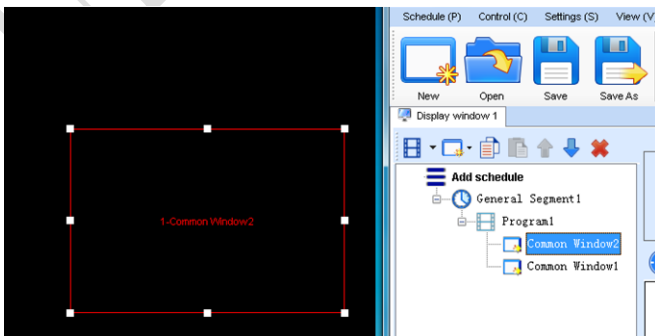 Schedule (P) Control (C) Settings (S) View (V
New Open Save Save As
Display window 1
Add schedule
General Segment1
Program1
Common Window2
Common Window1
1-Common Window2